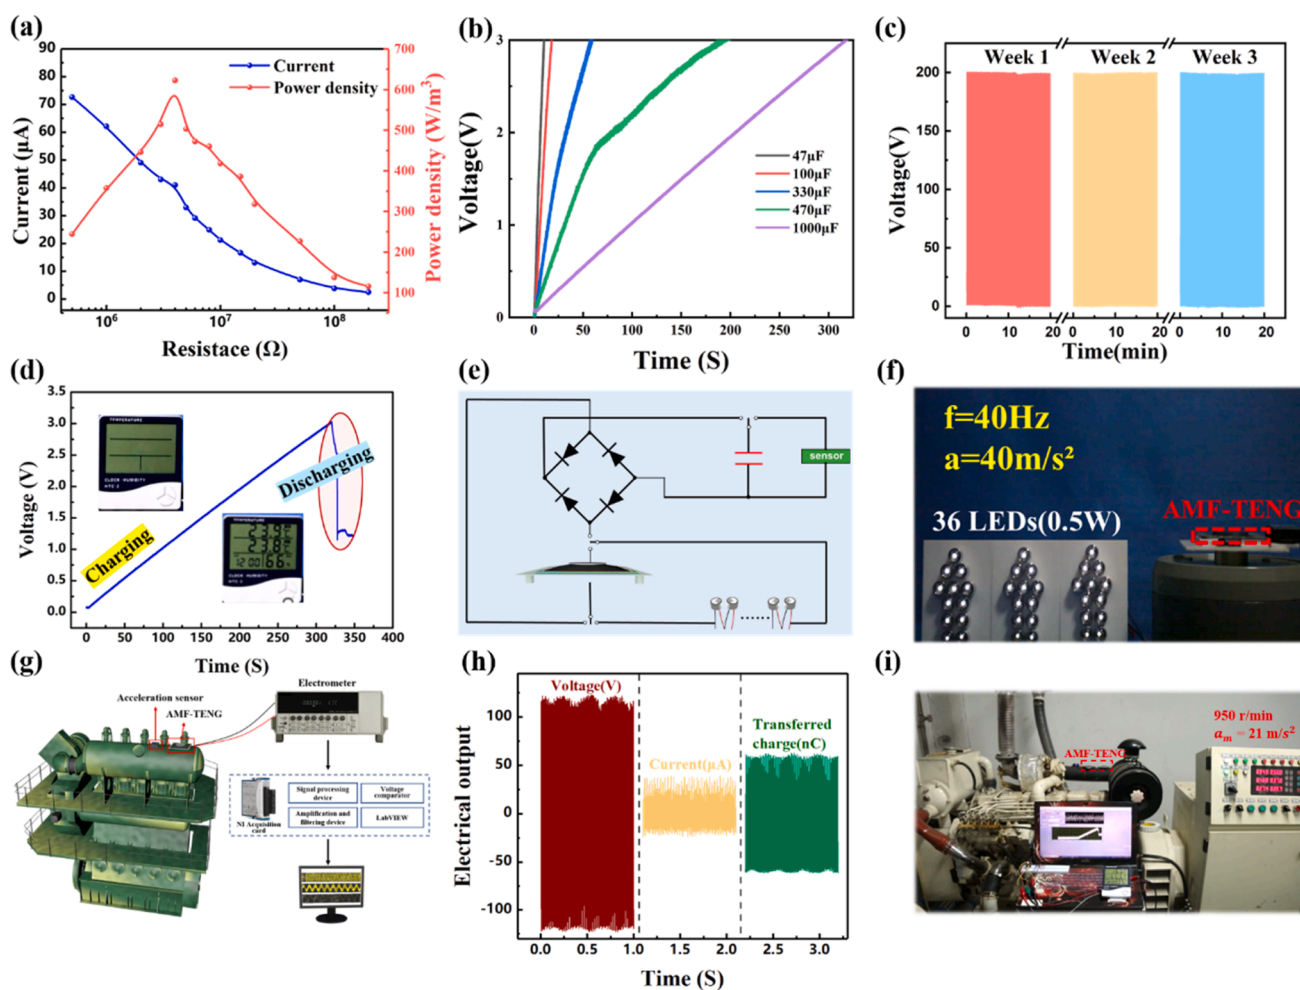 (a)
90
80
70
60
50
40
30
20
10
0
Current (μA)
Current
Power density
700
600
500
400
300
200
100
Power density (W/m³)
10⁶
10⁷
10⁸
Resistace (Ω)
(b)
3
2
1
0
Voltage(V)
47μF
100μF
330μF
470μF
1000μF
0
50
100
150
200
250
300
Time (S)
(c)
Week 1
Week 2
Week 3
200
150
100
50
0
Voltage(V)
0
10
20
0
10
20
0
10
20
Time(min)
(d)
3.5
3.0
2.5
2.0
1.5
1.0
0.5
0.0
Voltage (V)
TEMPERATURE
CLOCK HUMIDITY
Charging
Discharging
TEMPERATURE
CLOCK HUMIDITY
0
50
100
150
200
250
300
350
400
Time (S)
(e)
sensor
(f)
f=40Hz
a=40m/s²
36 LEDs(0.5W)
AMF-TENG
(g)
Acceleration sensor
AMF-TENG
Electrometer
NI Acquisition
card
Signal processing
device
Voltage
comparator
Amplification and
filtering device
LabVIEW
(h)
100
50
0
-50
-100
Electrical output
Voltage(V)
Current(μA)
Transferred
charge(nC)
0.0
0.5
1.0
1.5
2.0
2.5
3.0
Time (S)
(i)
950 r/min
aₘ = 21 m/s²
AMF-TENG